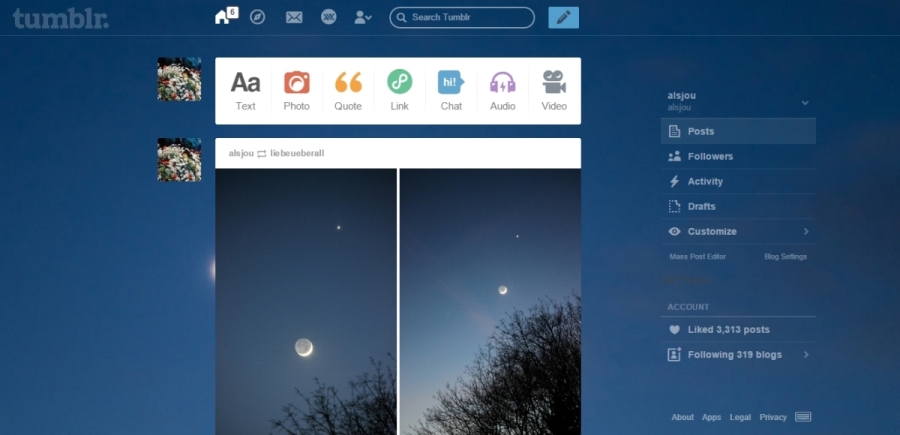 tumblr.
6
Search Tumblr
Aa
hi!
Text
Photo
Quote
Link
Chat
Audio
Video
alsjou
alsjou
alsjou liebeueberall
Posts
Followers
Activity
Drafts
Customize
Mass Post Editor
Blog Settings
ACCOUNT
Liked 3,313 posts
Following 319 blogs
About Apps Legal Privacy